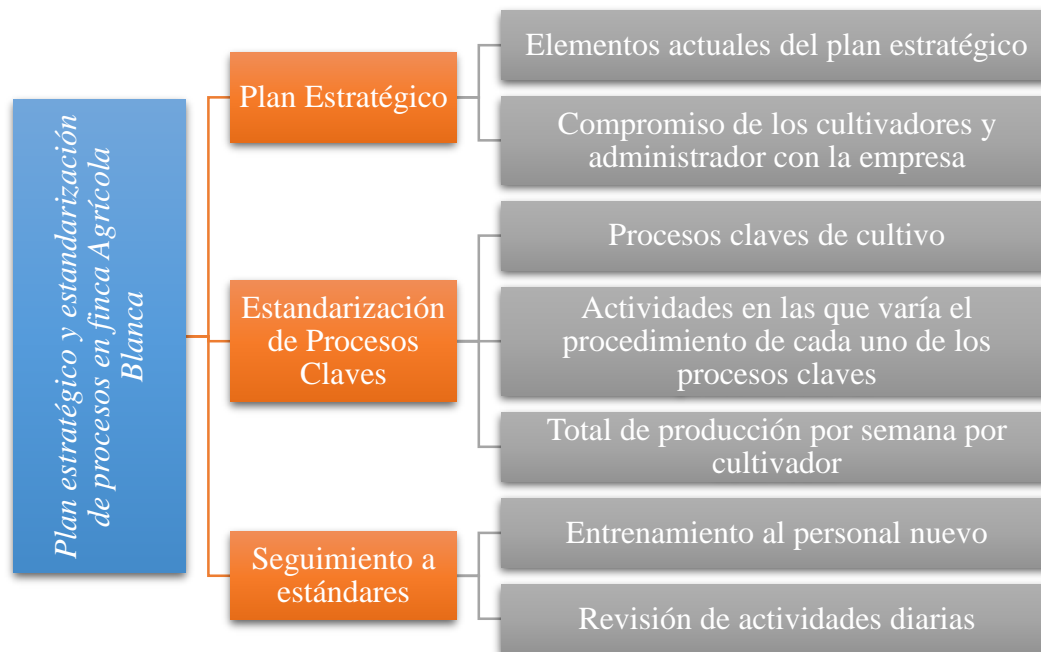 Plan estratégico y estandarización
de procesos en finca Agrícola
Blanca
Plan Estratégico
Elementos actuales del plan estratégico
Compromiso de los cultivadores y
administrador con la empresa
Estandarización
de Procesos
Claves
Procesos claves de cultivo
Actividades en las que varía el
procedimiento de cada uno de los
procesos claves
Total de producción por semana por
cultivador
Seguimiento a
estándares
Entrenamiento al personal nuevo
Revisión de actividades diarias